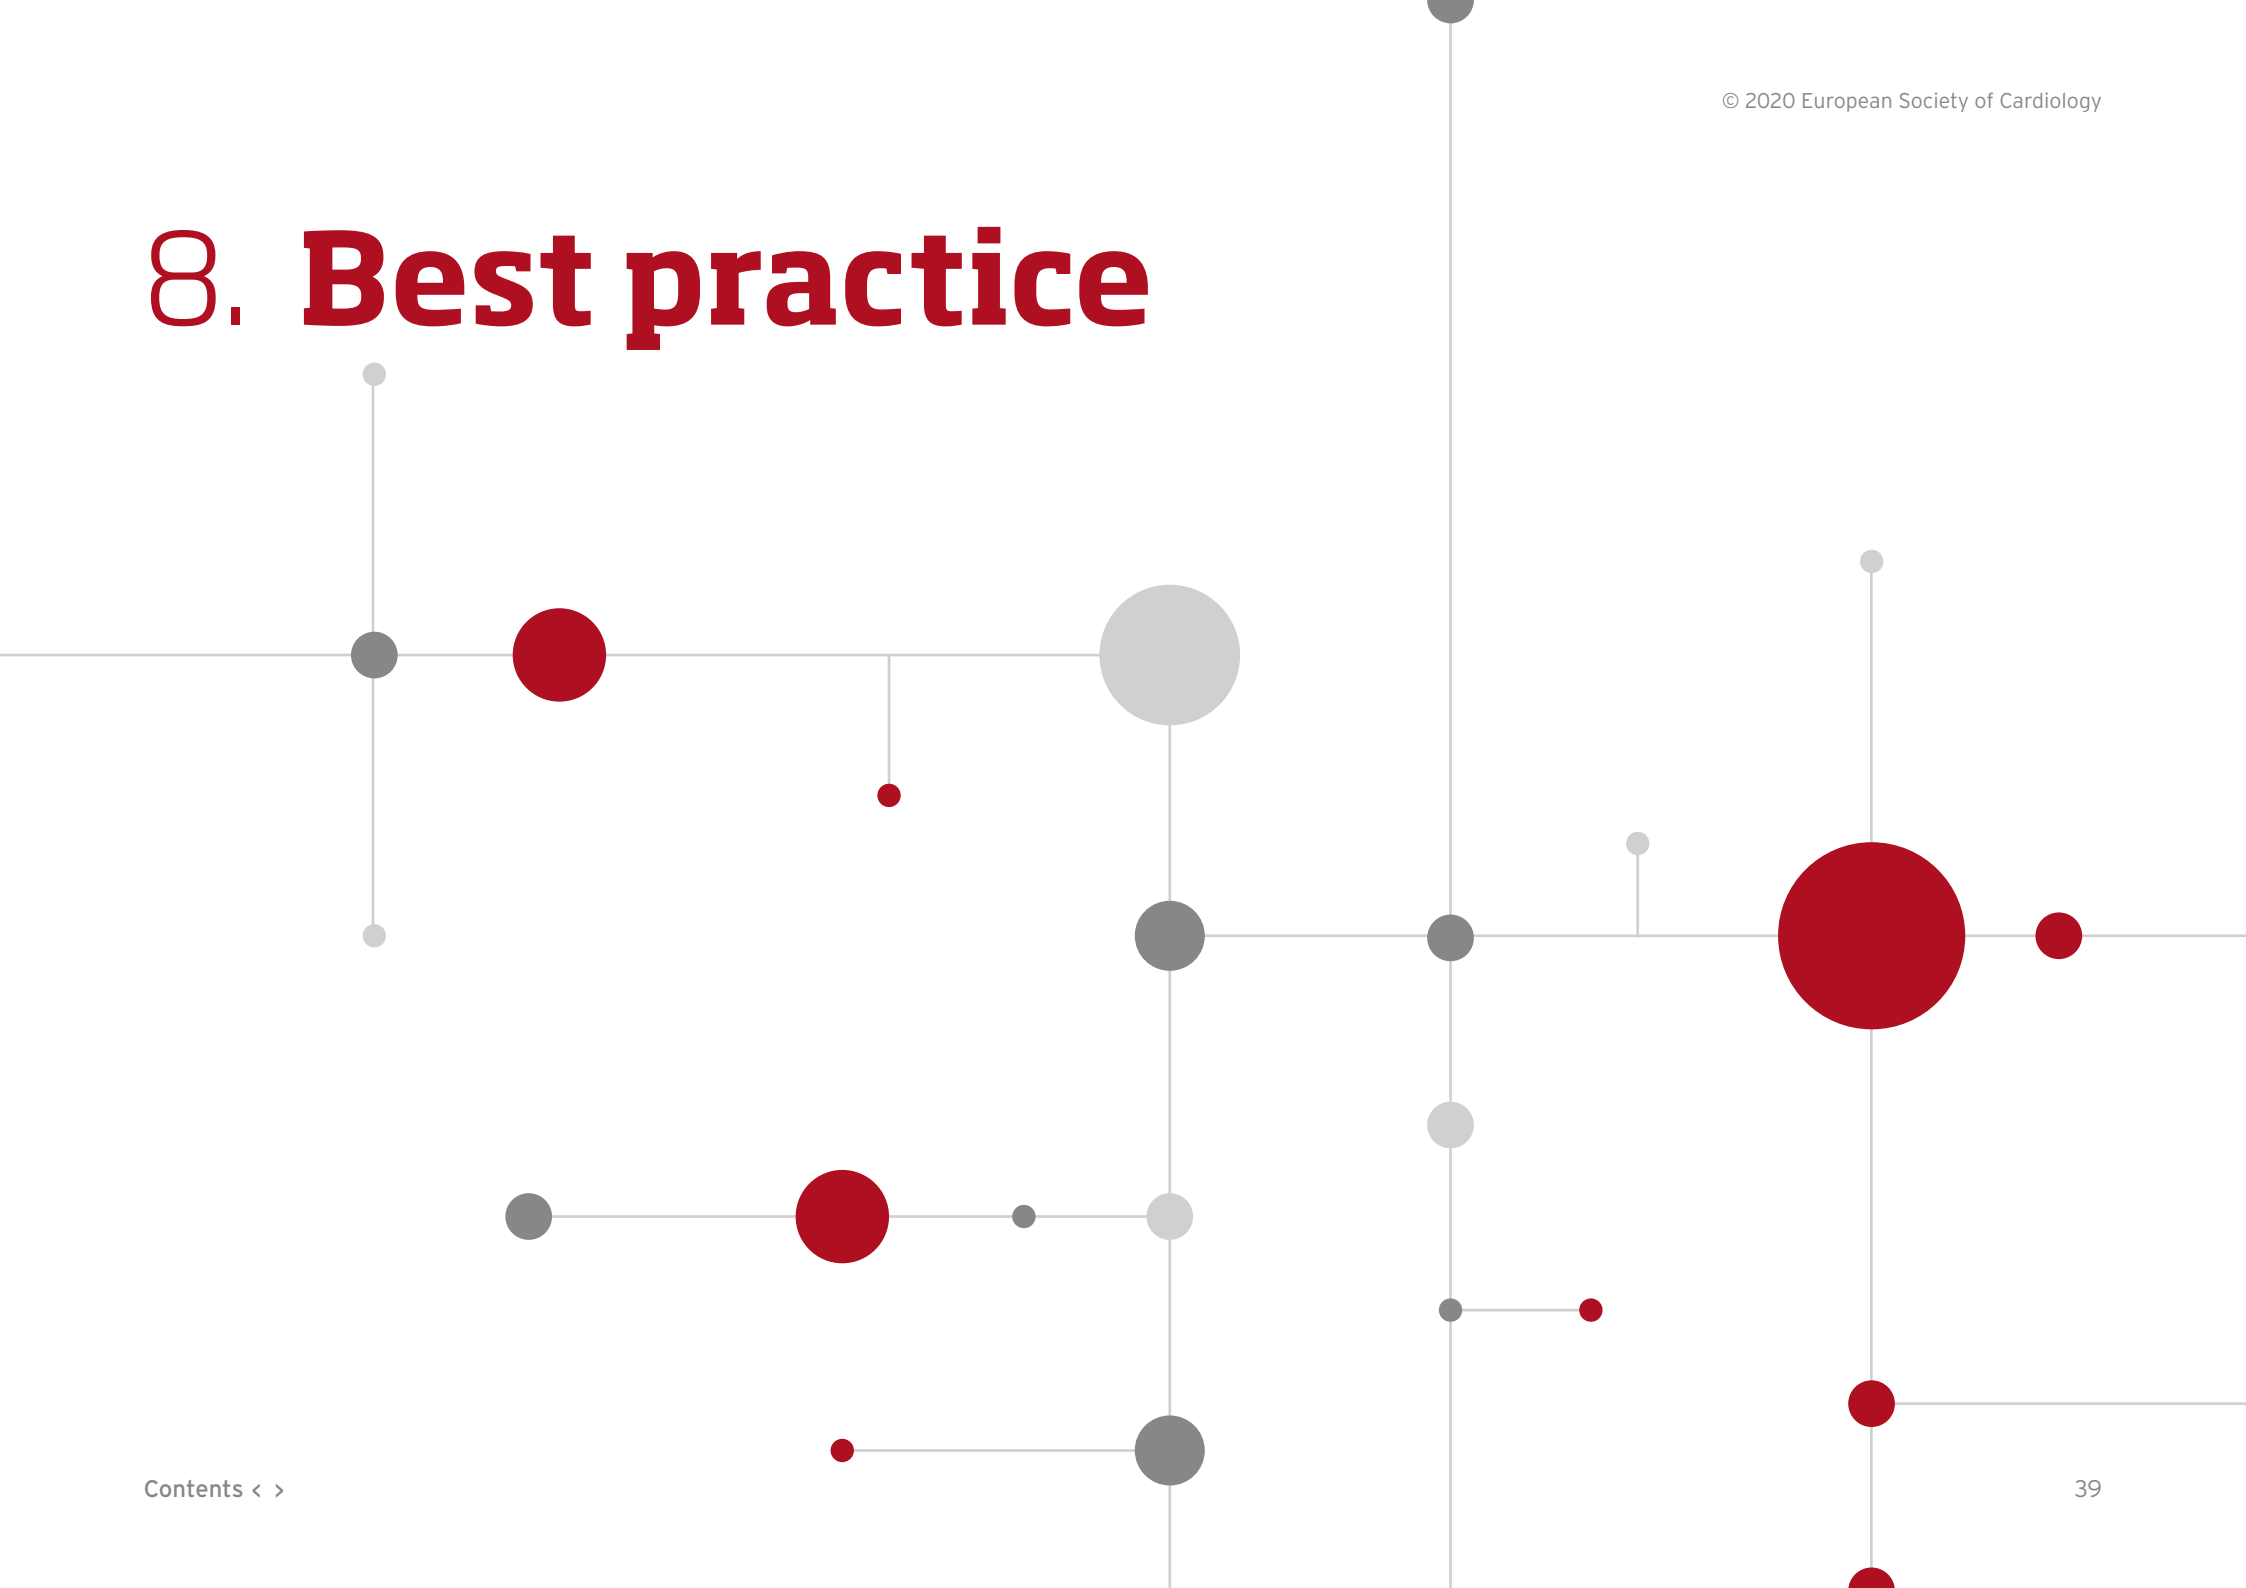 © 2020 European Society of Cardiology
8. Best practice
Contents < >
39